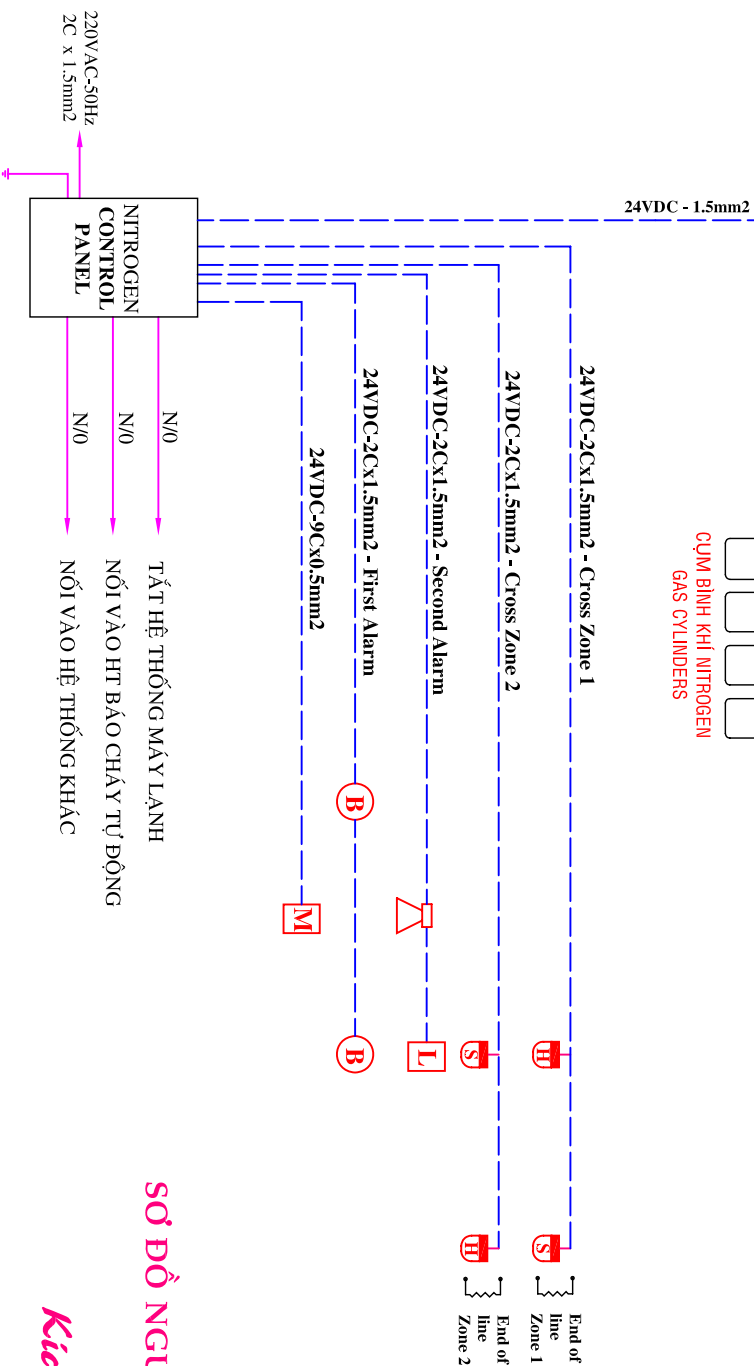 24VDC - 1.5mm2
CỤM BÌNH KHÍ NITROGEN
GAS CYLINDERS
24VDC-2Cx1.5mm2 - Cross Zone 1
24VDC-2Cx1.5mm2 - Cross Zone 2
24VDC-2Cx1.5mm2 - Second Alarm
24VDC-2Cx1.5mm2 - First Alarm
24VDC-9Cx0.5mm2
H
S
S
H
L
B
B
M
End of
line
Zone 1
End of
line
Zone 2
220VAC-50Hz
2C x 1.5mm2
NITROGEN
CONTROL
PANEL
N/0
TẮT HỆ THỐNG MÁY LẠNH
N/0
NỐI VÀO HT BÁO CHÁY TỰ ĐỘNG
N/0
NỐI VÀO HỆ THỐNG KHÁC
SƠ ĐỒ